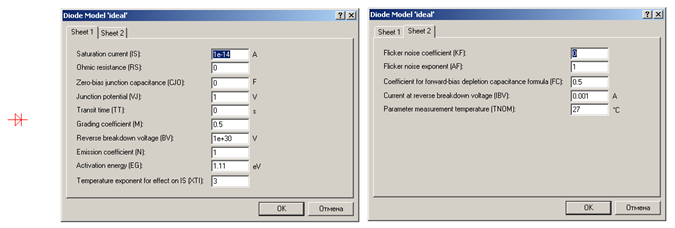 Diode Model 'ideal'
Sheet 1 Sheet 2
Saturation current (IS): 1e-14 A
Ohmic resistance (RS): 0
Zero-bias junction capacitance (CJO): 0 F
Junction potential (VJ): 1 V
Transit time (TT): 0 s
Grading coefficient (M): 0.5
Reverse breakdown voltage (BV): 1e+30 V
Emission coefficient (N): 1
Activation energy (EG): 1.11 eV
Temperature exponent for effect on IS (XTI): 3
OK Отмена
Diode Model 'ideal'
Sheet 1 Sheet 2
Flicker noise coefficient (KF): 0
Flicker noise exponent (AF): 1
Coefficient for forward-bias depletion capacitance formula (FC): 0.5
Current at reverse breakdown voltage (IBV): 0.001 A
Parameter measurement temperature (TNOM): 27 °C
OK Отмена